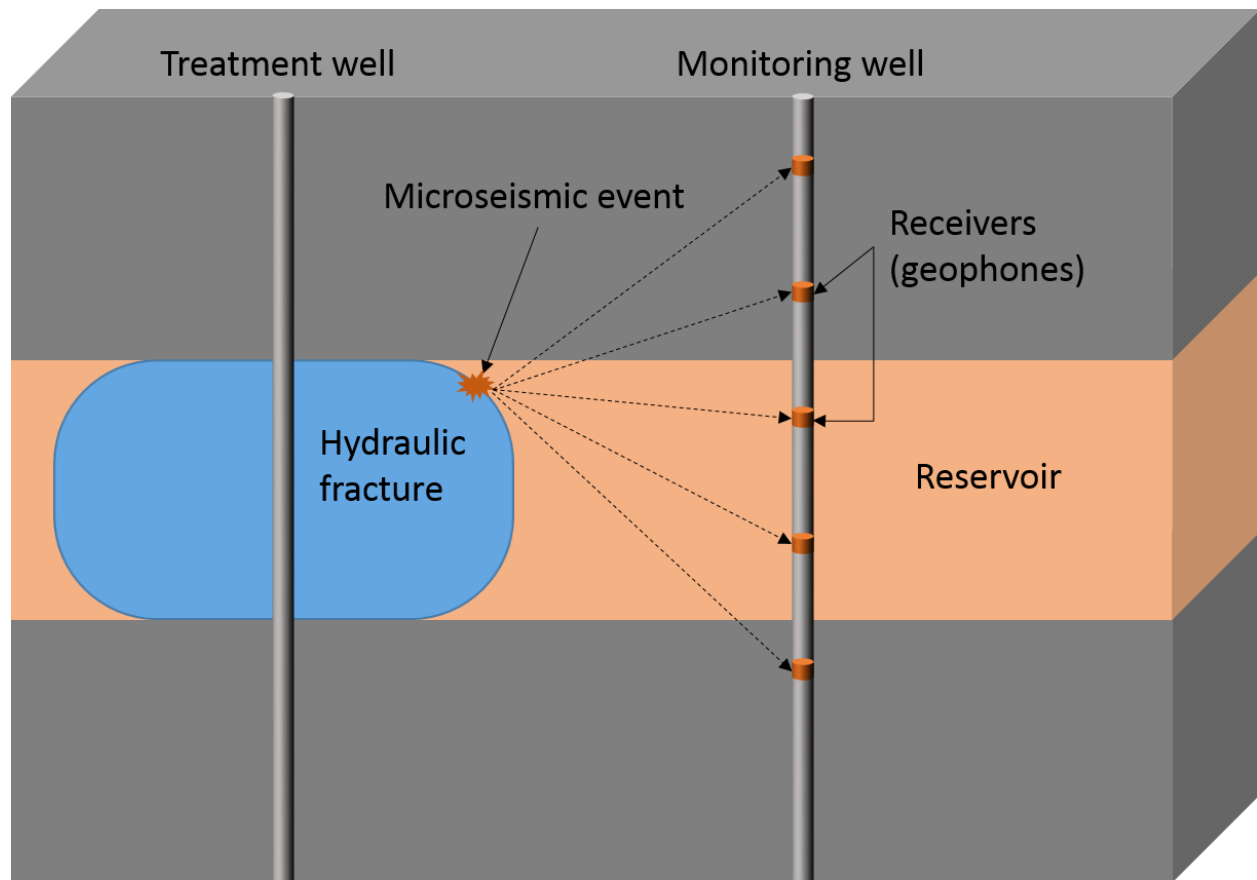 Treatment well
Monitoring well
Microseismic event
Receivers
(geophones)
Hydraulic
fracture
Reservoir